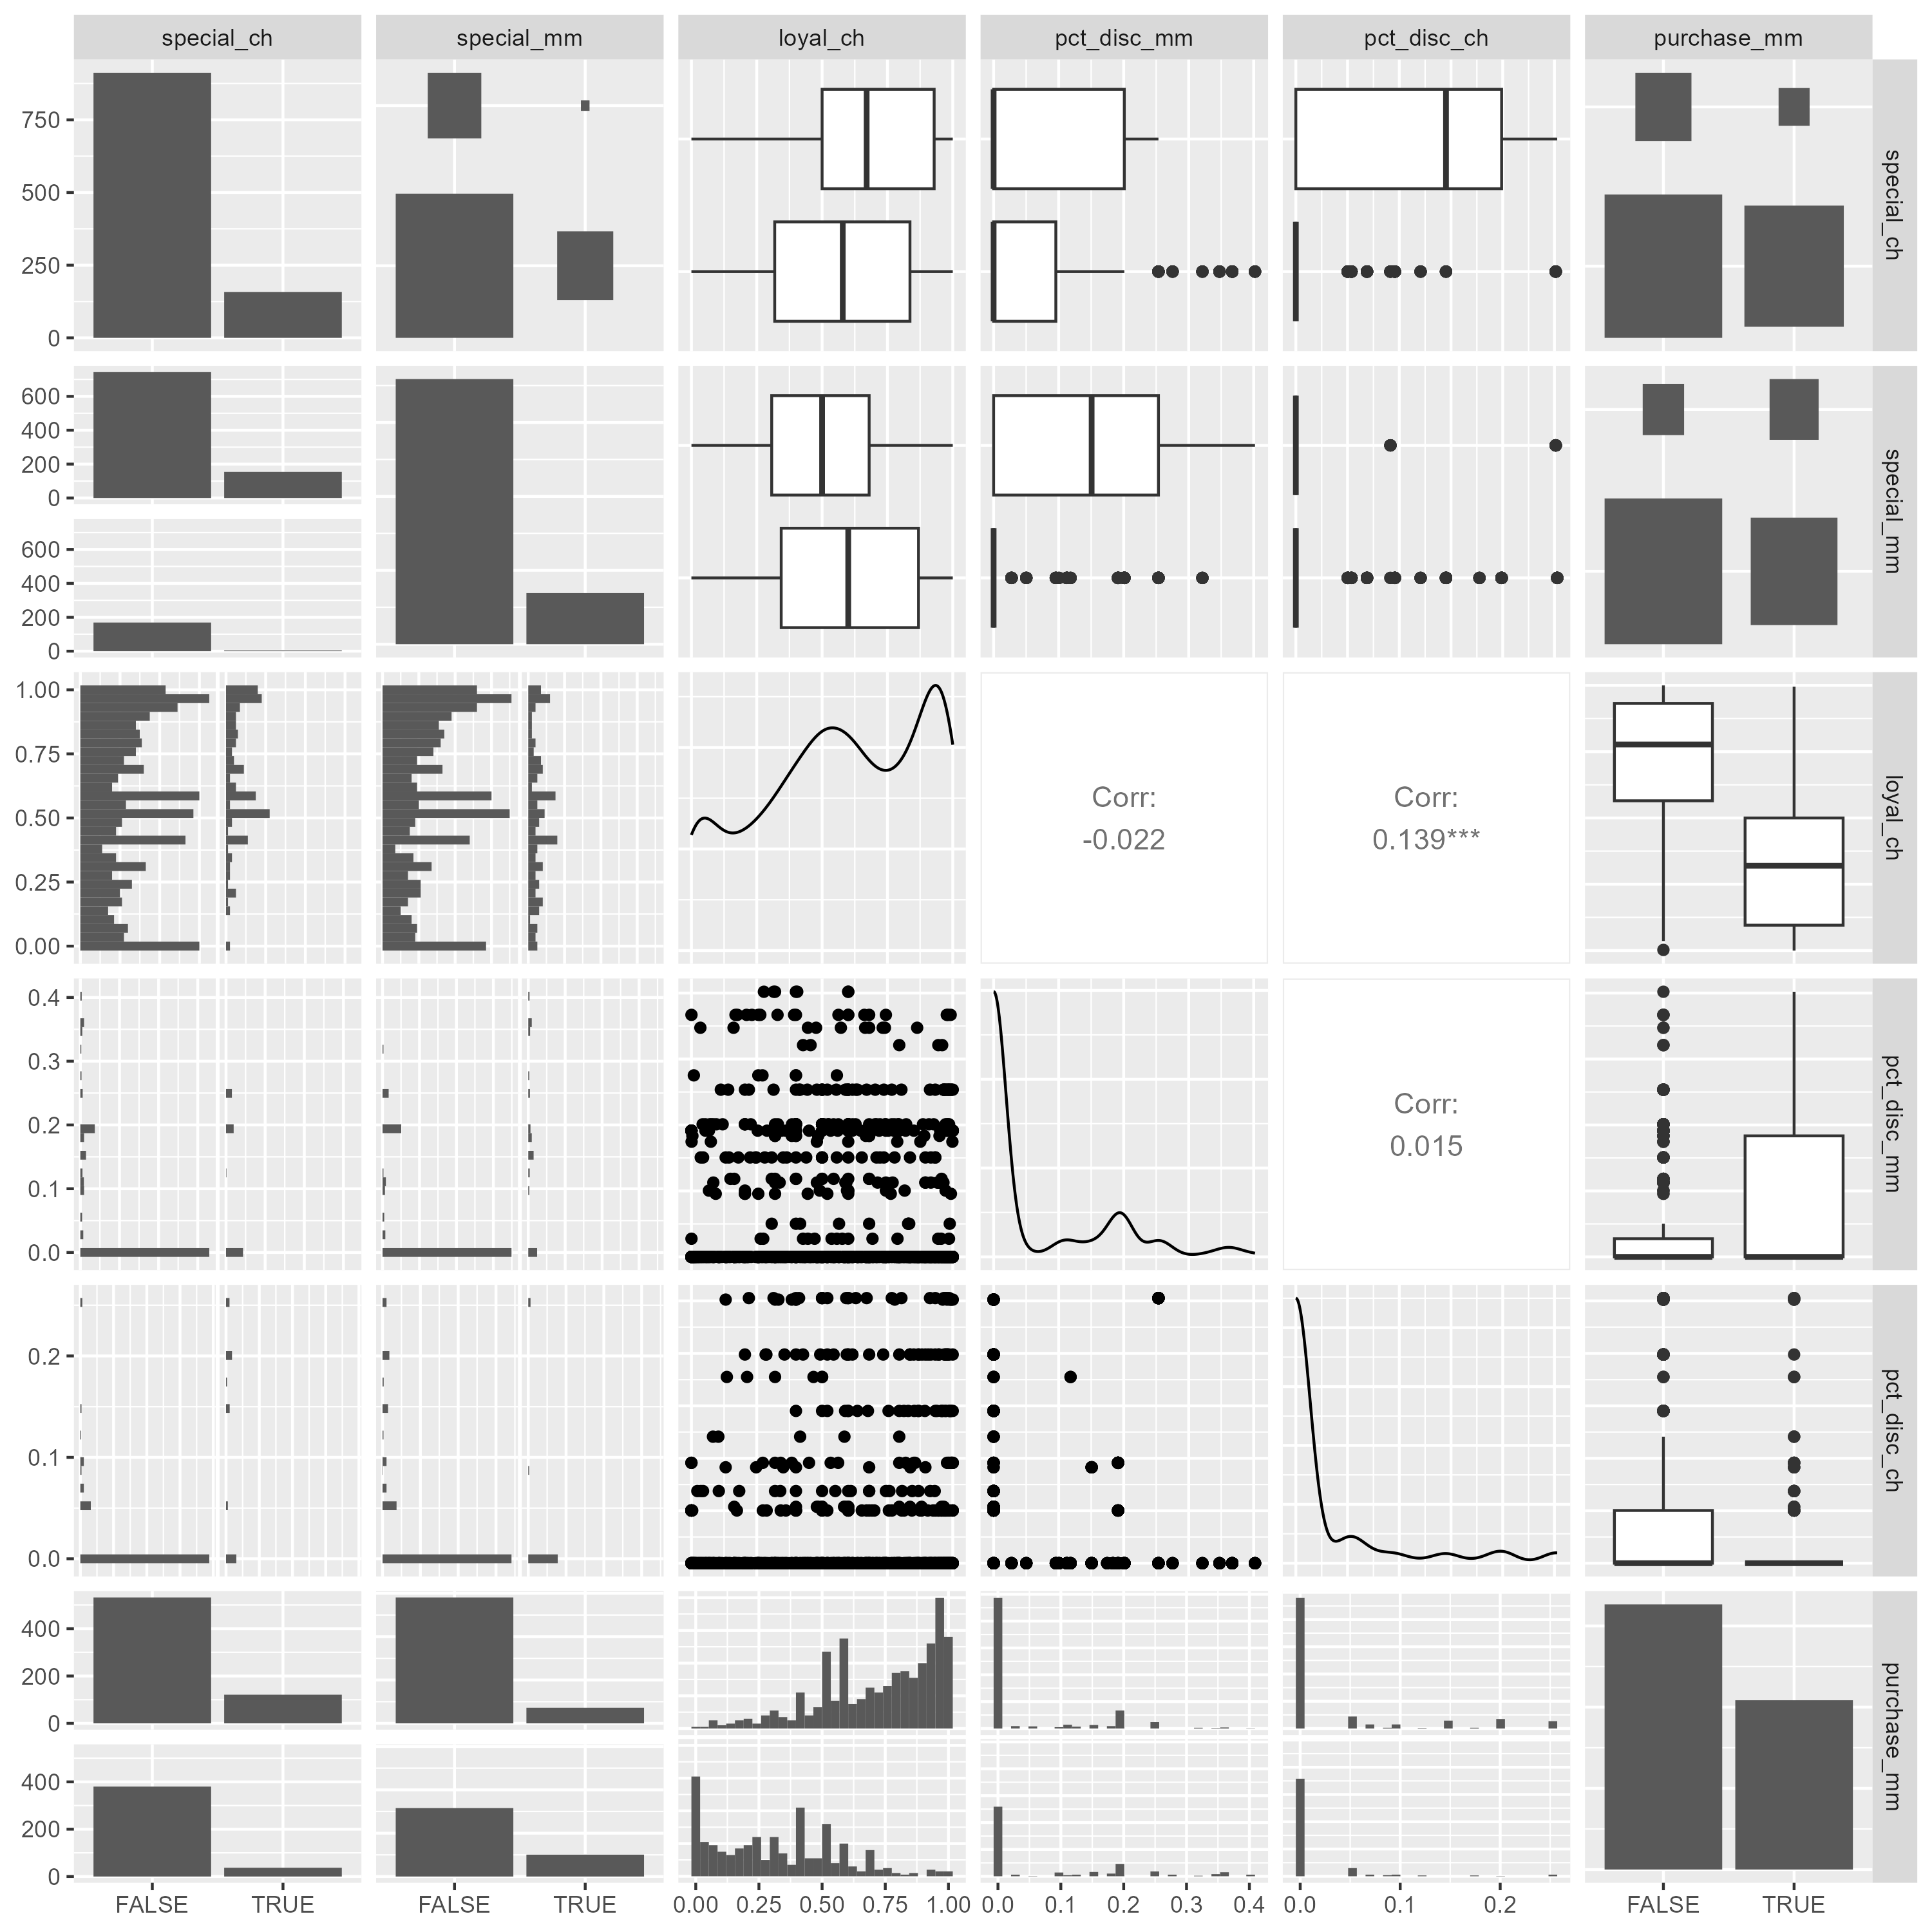 special_ch
special_mm
loyal_ch
pct_disc_mm
pct_disc_ch
purchase_mm
750
500
250
0
special_ch
600
400
200
0
600
400
200
0
special_mm
1.00
0.75
0.50
0.25
0.00
Corr:
-0.022
Corr:
0.139***
loyal_ch
0.4
0.3
0.2
0.1
0.0
Corr:
0.015
pct_disc_mm
0.2
0.1
0.0
pct_disc_ch
400
200
0
400
200
0
purchase_mm
FALSE TRUE
FALSE TRUE
0.00 0.25 0.50 0.75 1.00
0.0 0.1 0.2 0.3 0.4
0.0 0.1 0.2
FALSE TRUE